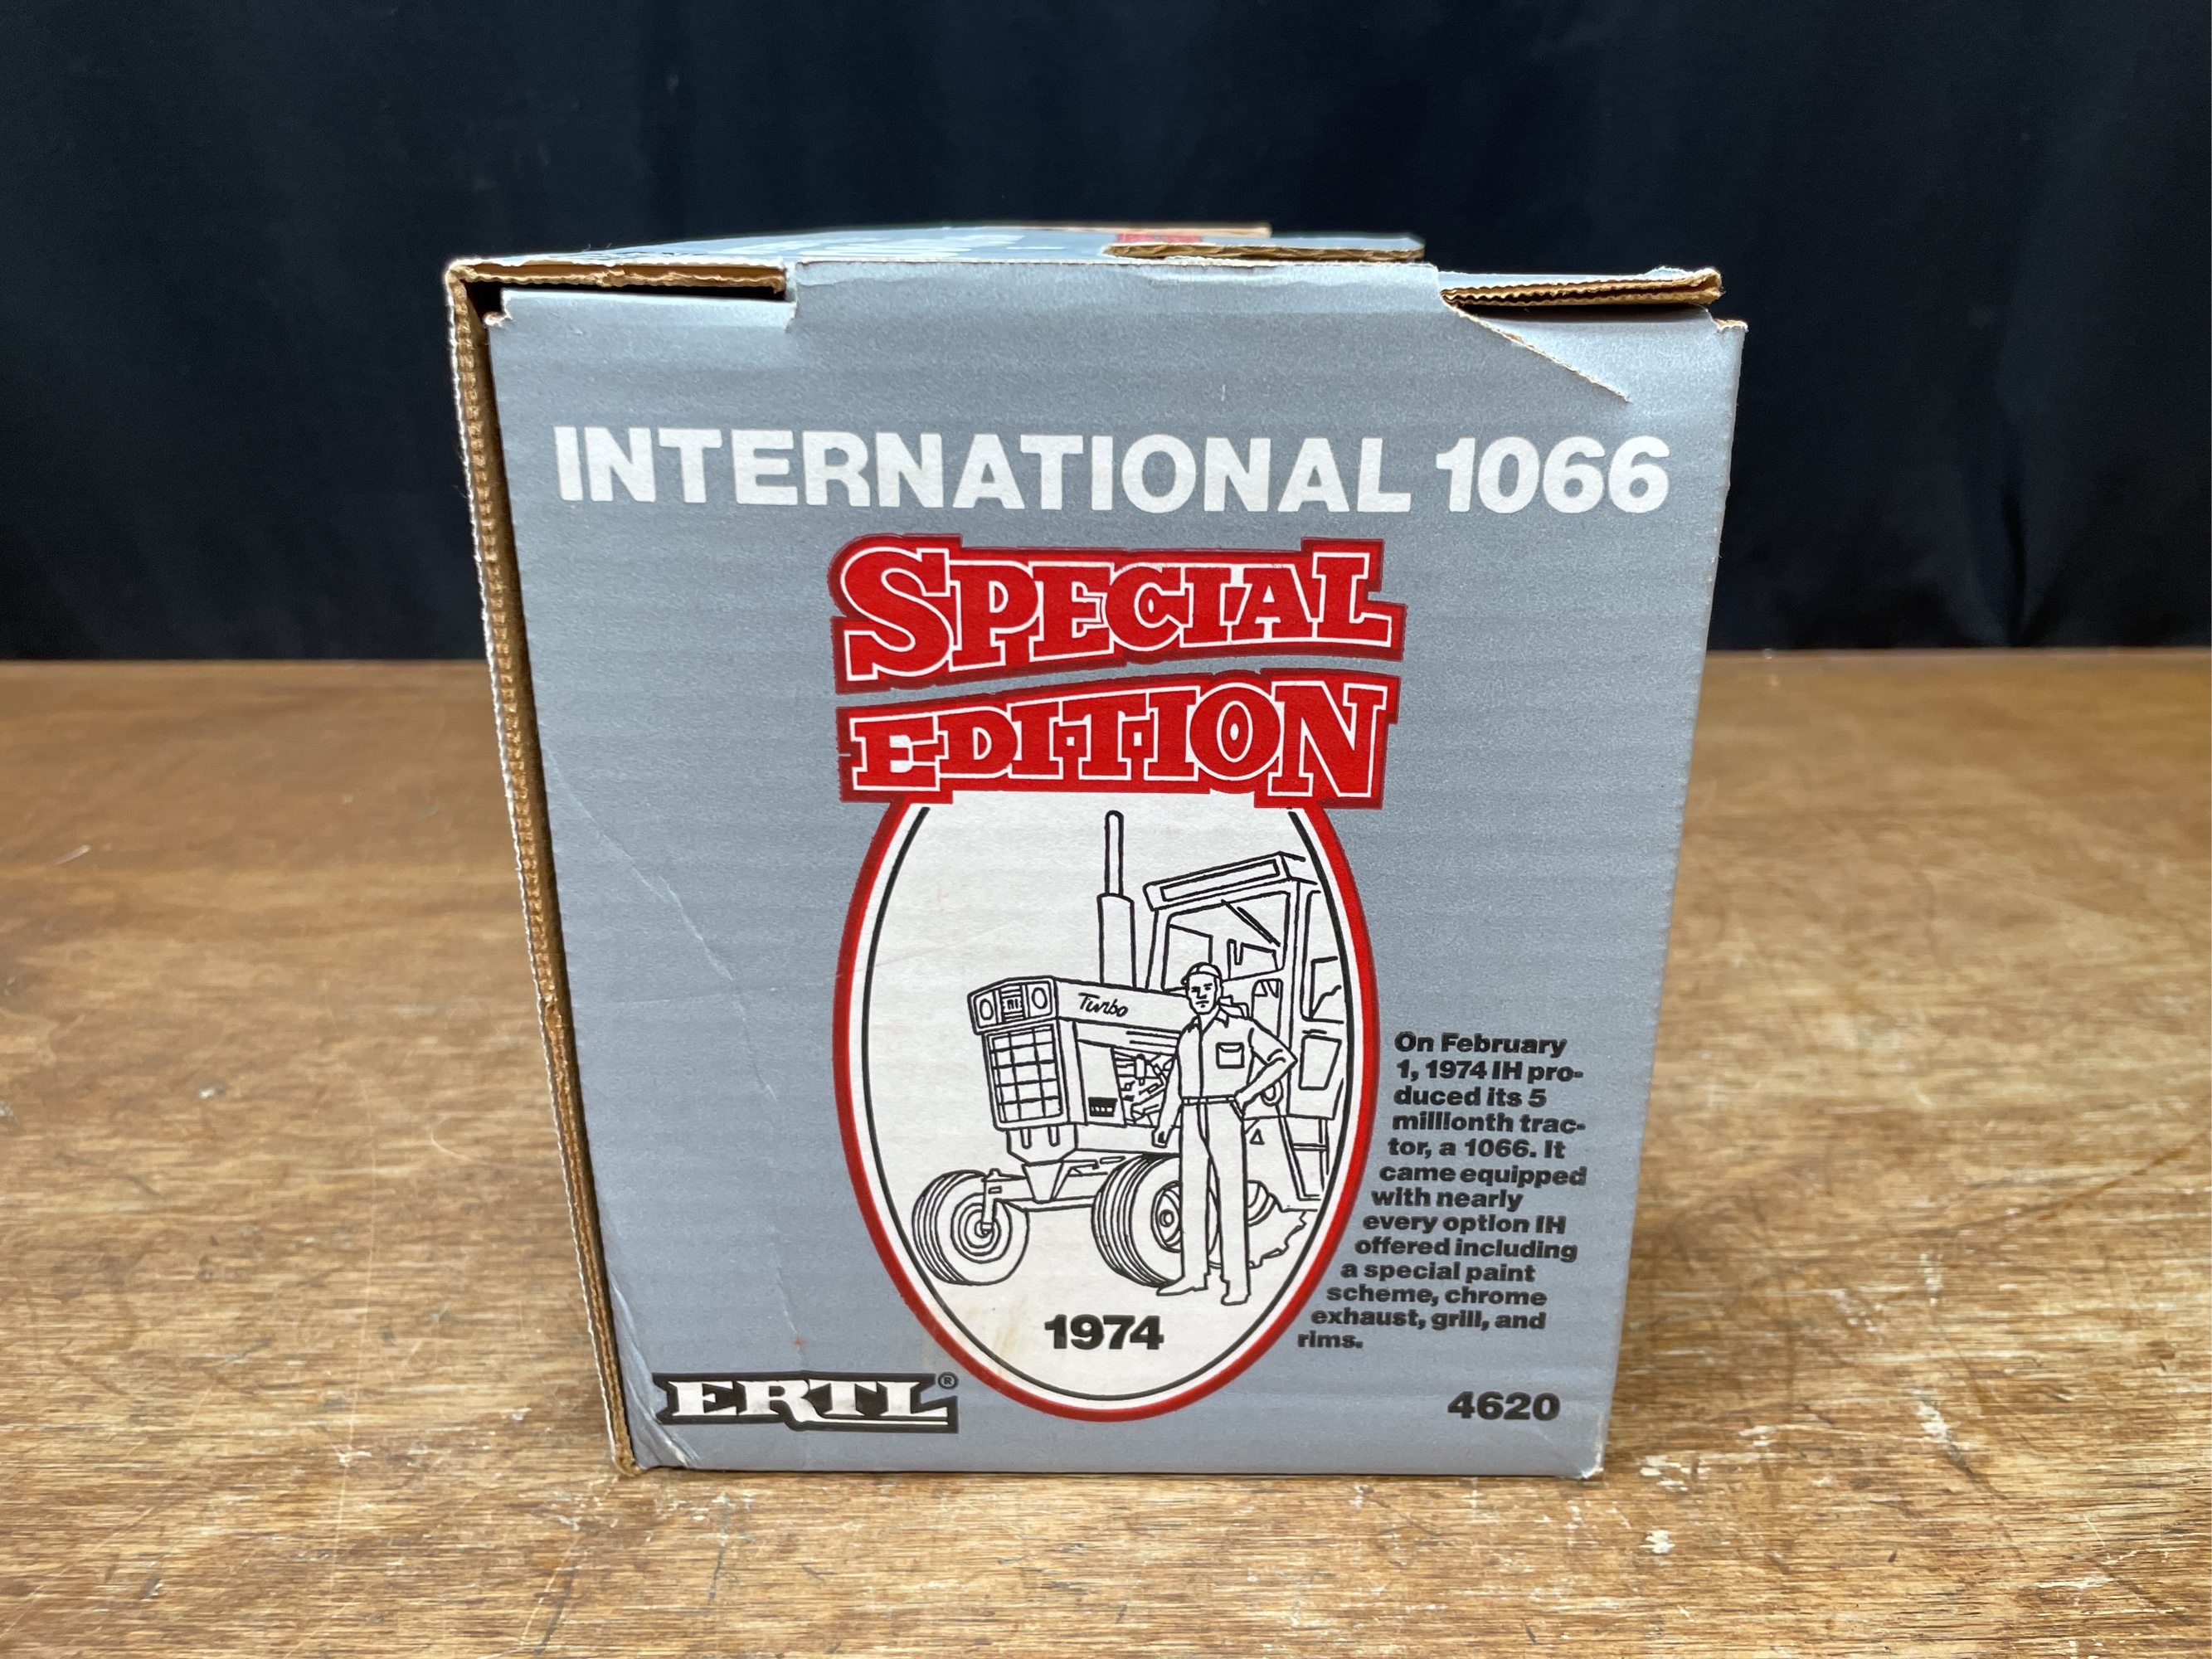 INTERNATIONAL 1066
SPECIAL
EDITION
Turbo
On February
1, 1974 IH pro-
duced its 5
millionth trac-
tor, a 1066. It
came equipped
with nearly
every option IH
offered including
a special paint
scheme, chrome
exhaust, grill, and
rims.
1974
ERTL®
4620